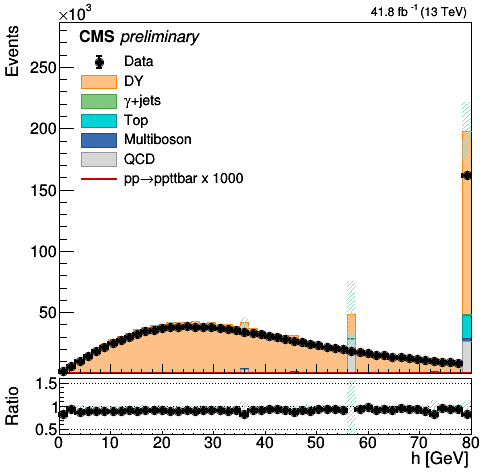 ×10³
41.8 fb⁻¹ (13 TeV)
Events
CMS preliminary
Data
DY
γ+jets
Top
Multiboson
QCD
pp→ppttbar x 1000
250
200
150
100
50
Ratio
1.5
1
0.5
0 10 20 30 40 50 60 70 80
h [GeV]